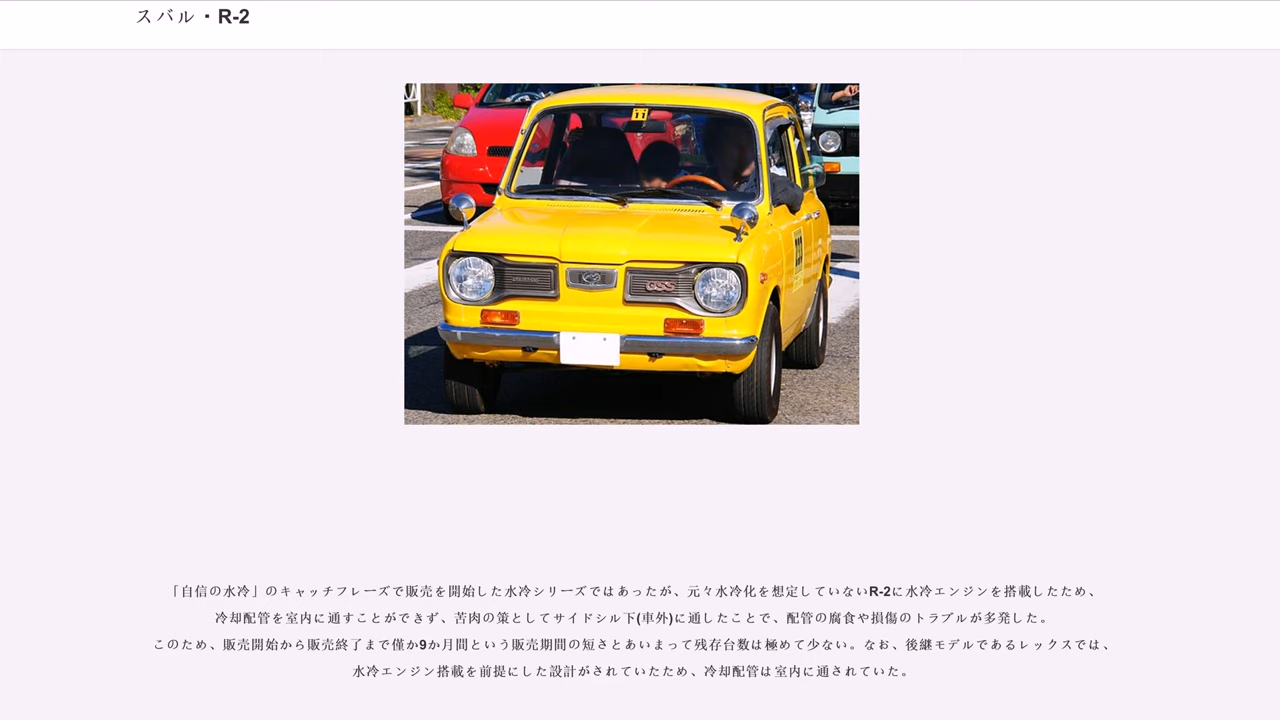 スバル・R-2
11
GSS
「自信の水冷」のキャッチフレーズで販売を開始した水冷シリーズではあったが、元々水冷化を想定していないR-2に水冷エンジンを搭載したため、
冷却配管を室内に通すことができず、苦肉の策としてサイドシル下(車外)に通したことで、配管の腐食や損傷のトラブルが多発した。
このため、販売開始から販売終了まで僅か9か月間という販売期間の短さとあいまって残存台数は極めて少ない。なお、後継モデルであるレックスでは、
水冷エンジン搭載を前提にした設計がされていたため、冷却配管は室内に通されていた。